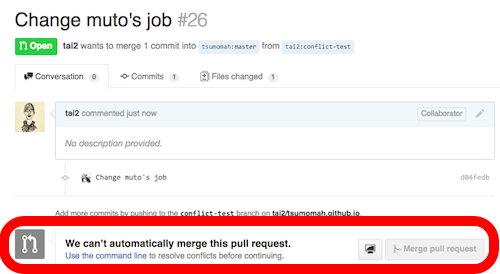 Change muto's job #26
Open tai2 wants to merge 1 commit into tsumomah:master from tai2:conflict-test
Conversation 0 Commits 1 Files changed 1
tai2 commented just now Collaborator
No description provided.
Change muto's job d04fedb
Add more commits by pushing to the conflict-test branch on tai2/tsumomah.github.io.
We can't automatically merge this pull request.
Use the command line to resolve conflicts before continuing.
Merge pull request